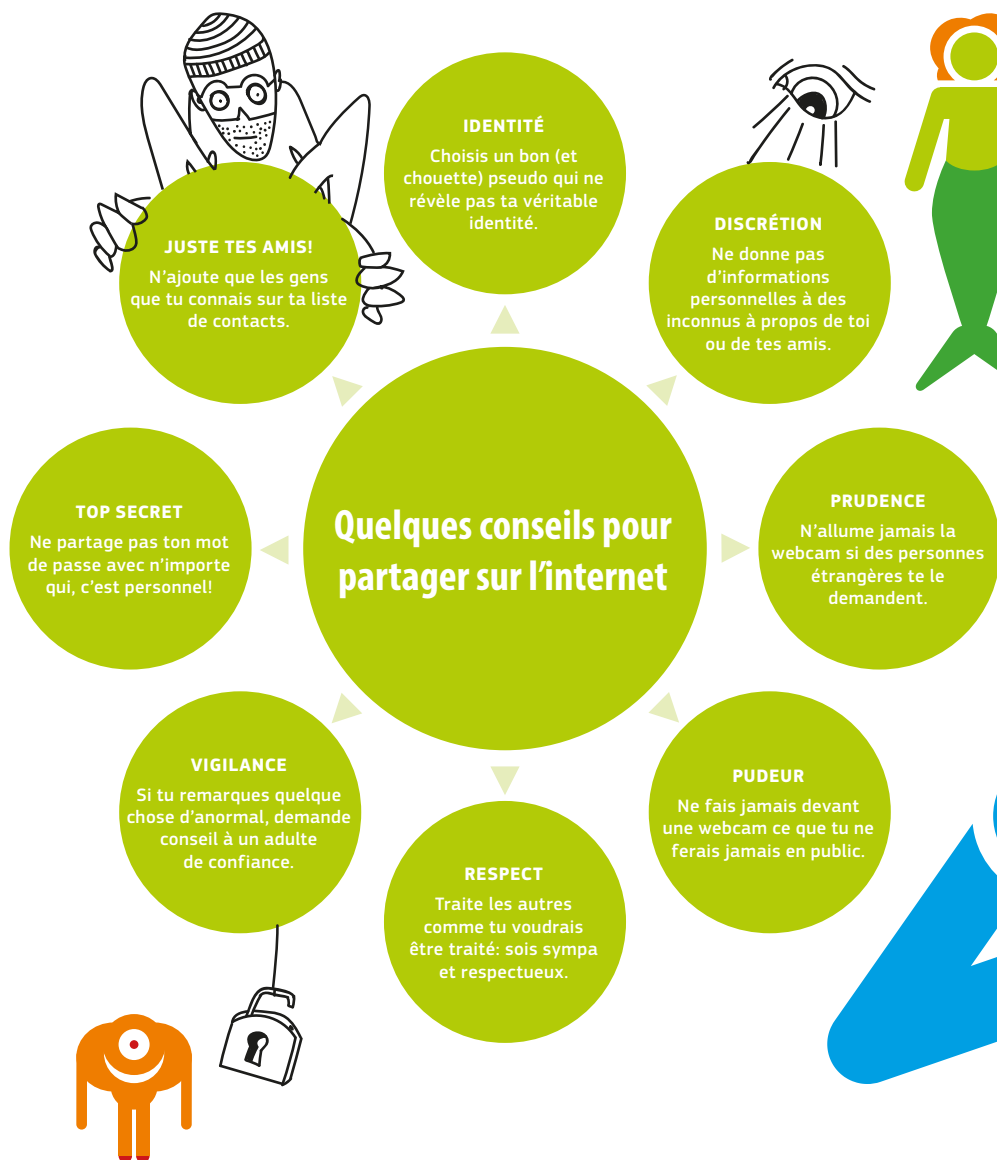 IDENTITÉ
Choisis un bon (et
chouette) pseudo qui ne
révèle pas ta véritable
identité.
DISCRÉTION
Ne donne pas
d'informations
personnelles à des
inconnus à propos de toi
ou de tes amis.
JUSTE TES AMIS!
N'ajoute que les gens
que tu connais sur ta liste
de contacts.
Quelques conseils pour
partager sur l'internet
PRUDENCE
N'allume jamais la
webcam si des personnes
étrangères te le
demandent.
TOP SECRET
Ne partage pas ton mot
de passe avec n'importe
qui, c'est personnel!
VIGILANCE
Si tu remarques quelque
chose d'anormal, demande
conseil à un adulte
de confiance.
PUDEUR
Ne fais jamais devant
une webcam ce que tu ne
ferais jamais en public.
RESPECT
Traite les autres
comme tu voudrais
être traité: sois sympa
et respectueux.